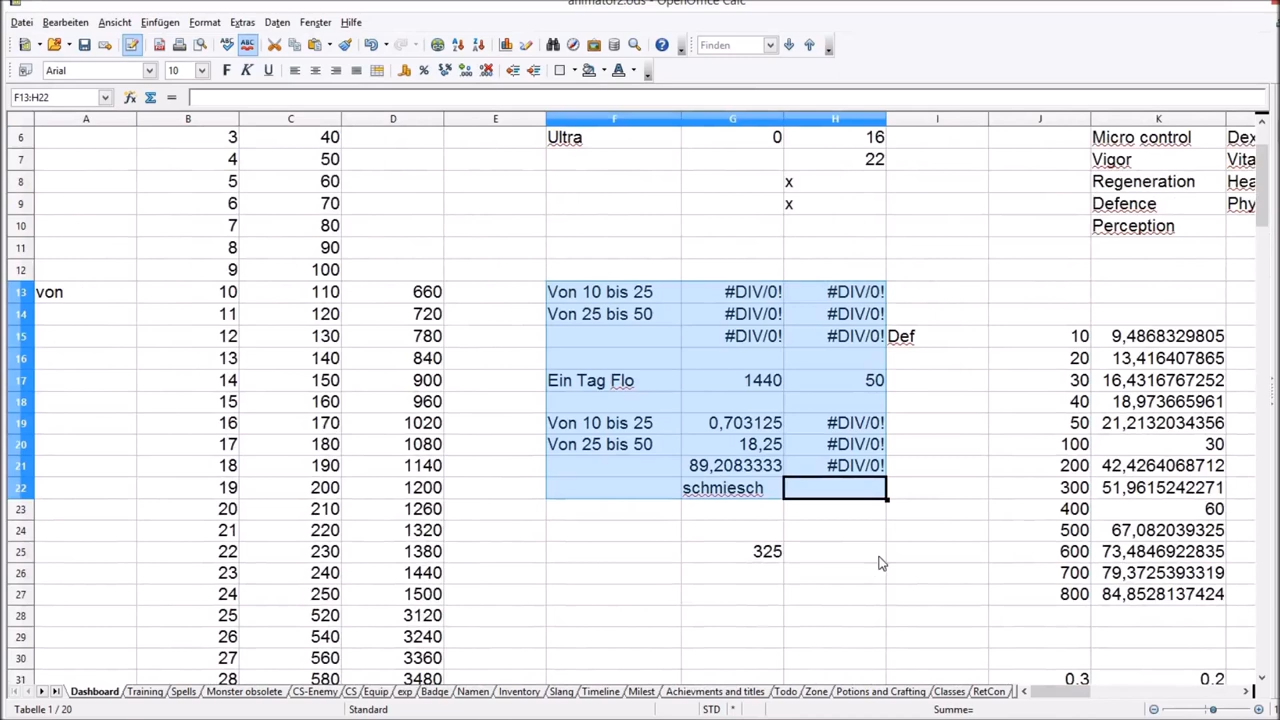 animator2.ods - OpenOffice Calc
Datei Bearbeiten Ansicht Einfügen Format Extras Daten Fenster Hilfe
Finden
Arial 10 F K U
F13:H22
A B C D E F G H I J K
6 3 40 Ultra 0 16 Micro control Dex
7 4 50 22 Vigor Vita
8 5 60 x Regeneration Hea
9 6 70 x Defence Phy
10 7 80 Perception
11 8 90
12 9 100
13 von 10 110 660 Von 10 bis 25 #DIV/0! #DIV/0!
14 11 120 720 Von 25 bis 50 #DIV/0! #DIV/0!
15 12 130 780 #DIV/0! #DIV/0! Def 10 9,4868329805
16 13 140 840 20 13,416407865
17 14 150 900 Ein Tag Flo 1440 50 30 16,4316767252
18 15 160 960 40 18,973665961
19 16 170 1020 Von 10 bis 25 0,703125 #DIV/0! 50 21,2132034356
20 17 180 1080 Von 25 bis 50 18,25 #DIV/0! 100 30
21 18 190 1140 89,2083333 #DIV/0! 200 42,4264068712
22 19 200 1200 schmiesch 300 51,9615242271
23 20 210 1260 400 60
24 21 220 1320 500 67,082039325
25 22 230 1380 325 600 73,4846922835
26 23 240 1440 700 79,3725393319
27 24 250 1500 800 84,8528137424
28 25 520 3120
29 26 540 3240
30 27 560 3360
31 28 580 3480 0.3 0.2
Dashboard Training Spells Monster obsolete CS-Enemy CS Equip exp Badge Namen Inventory Slang Timeline Milest Achievments and titles Todo Zone Potions and Crafting Classes RetCon
Tabelle 1 / 20 Standard STD * Summe=